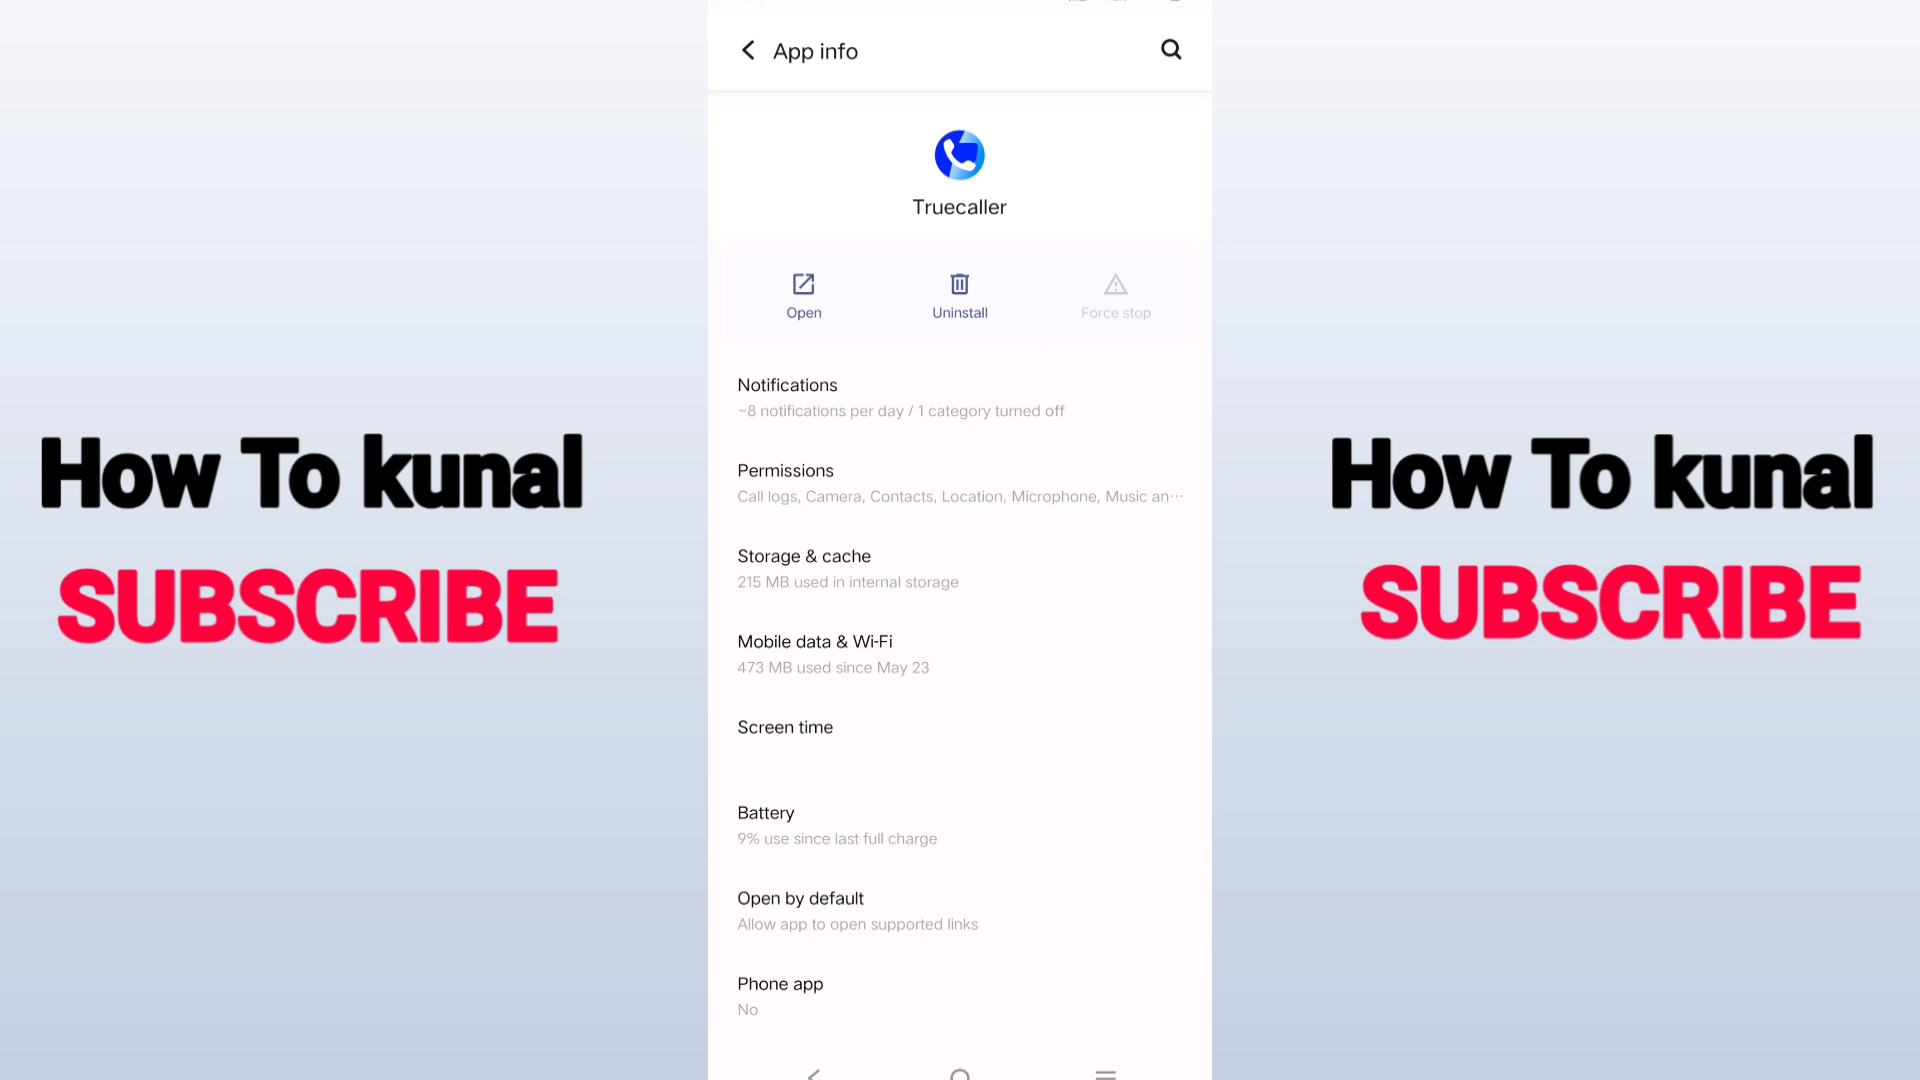 App info
Truecaller
Open
Uninstall
Force stop
Notifications
~8 notifications per day / 1 category turned off
Permissions
Call logs, Camera, Contacts, Location, Microphone, Music an···
Storage & cache
215 MB used in internal storage
Mobile data & Wi-Fi
473 MB used since May 23
Screen time
Battery
9% use since last full charge
Open by default
Allow app to open supported links
Phone app
No
How To kunal
SUBSCRIBE
How To kunal
SUBSCRIBE